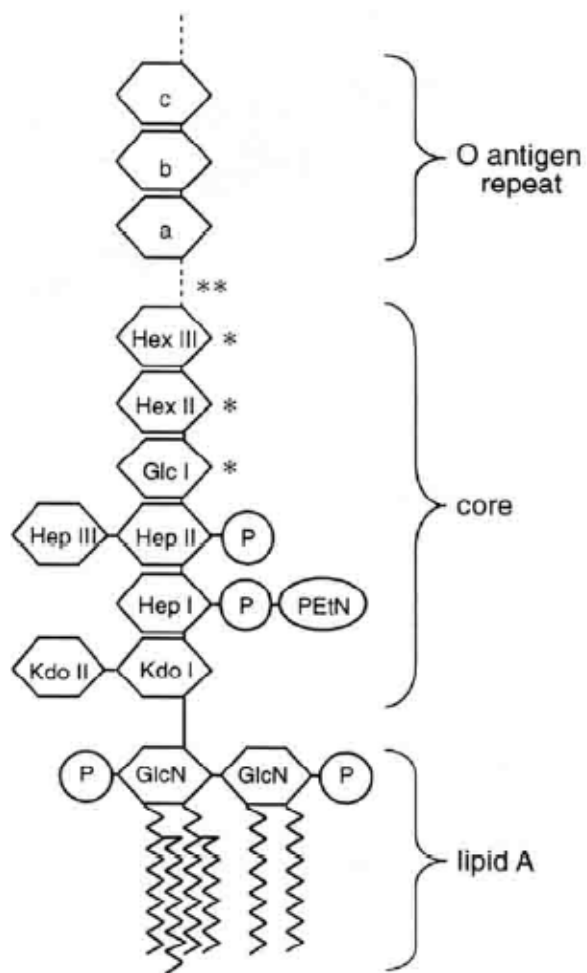 c
b
a
O antigen
repeat
**
Hex III *
Hex II *
Glc I *
Hep III Hep II P
core
Hep I P PEtN
Kdo II Kdo I
P GlcN GlcN P
lipid A